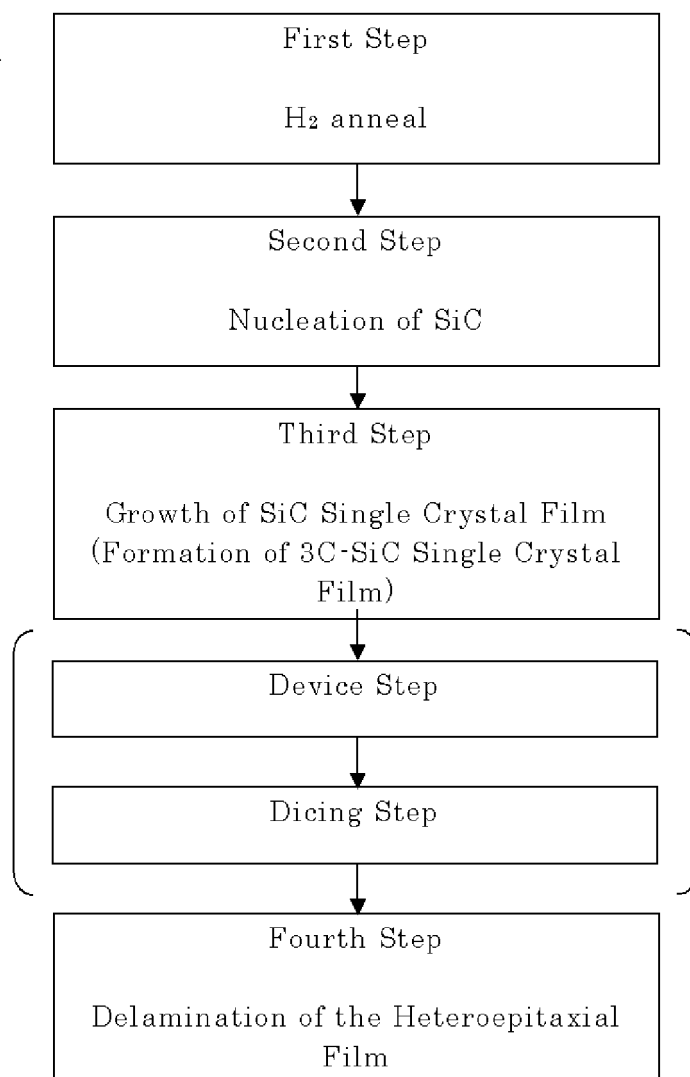 First Step
H₂ anneal
Second Step
Nucleation of SiC
Third Step
Growth of SiC Single Crystal Film
(Formation of 3C-SiC Single Crystal
Film)
Device Step
Dicing Step
Fourth Step
Delamination of the Heteroepitaxial
Film